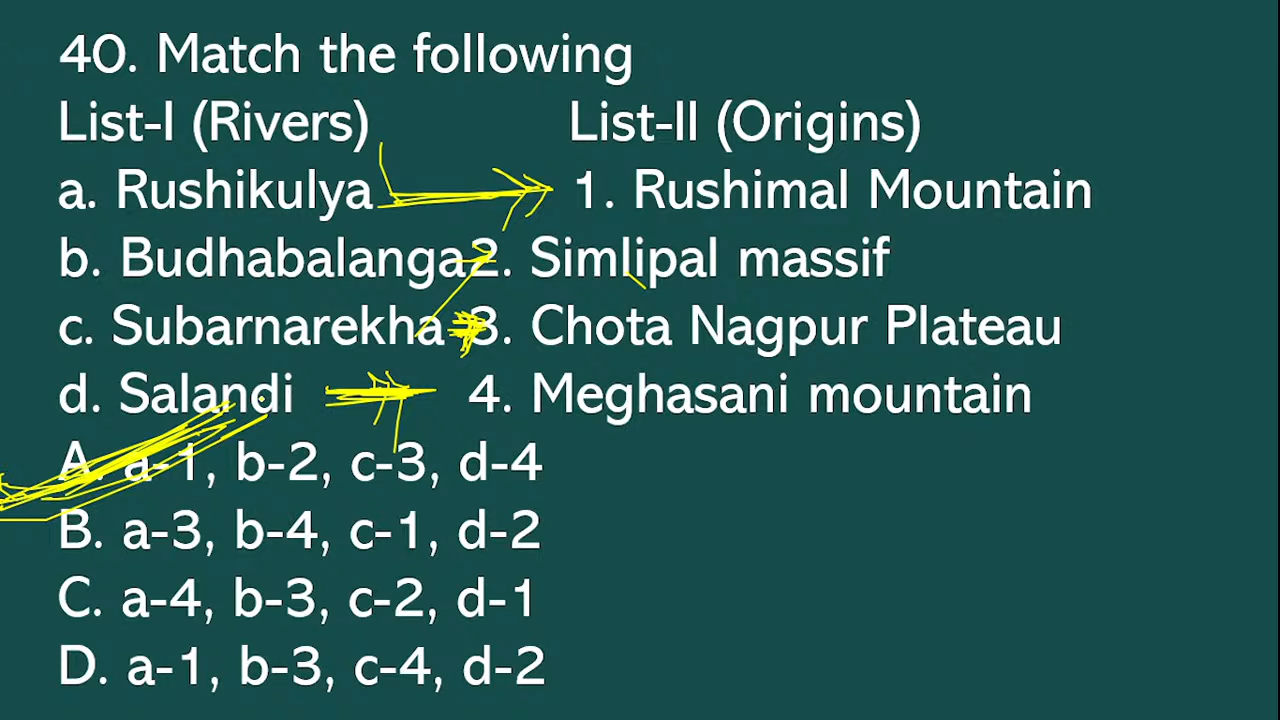 40. Match the following
List-I (Rivers) List-II (Origins)
a. Rushikulya 1. Rushimal Mountain
b. Budhabalanga 2. Simlipal massif
c. Subarnarekha 3. Chota Nagpur Plateau
d. Salandi 4. Meghasani mountain
A. a-1, b-2, c-3, d-4
B. a-3, b-4, c-1, d-2
C. a-4, b-3, c-2, d-1
D. a-1, b-3, c-4, d-2